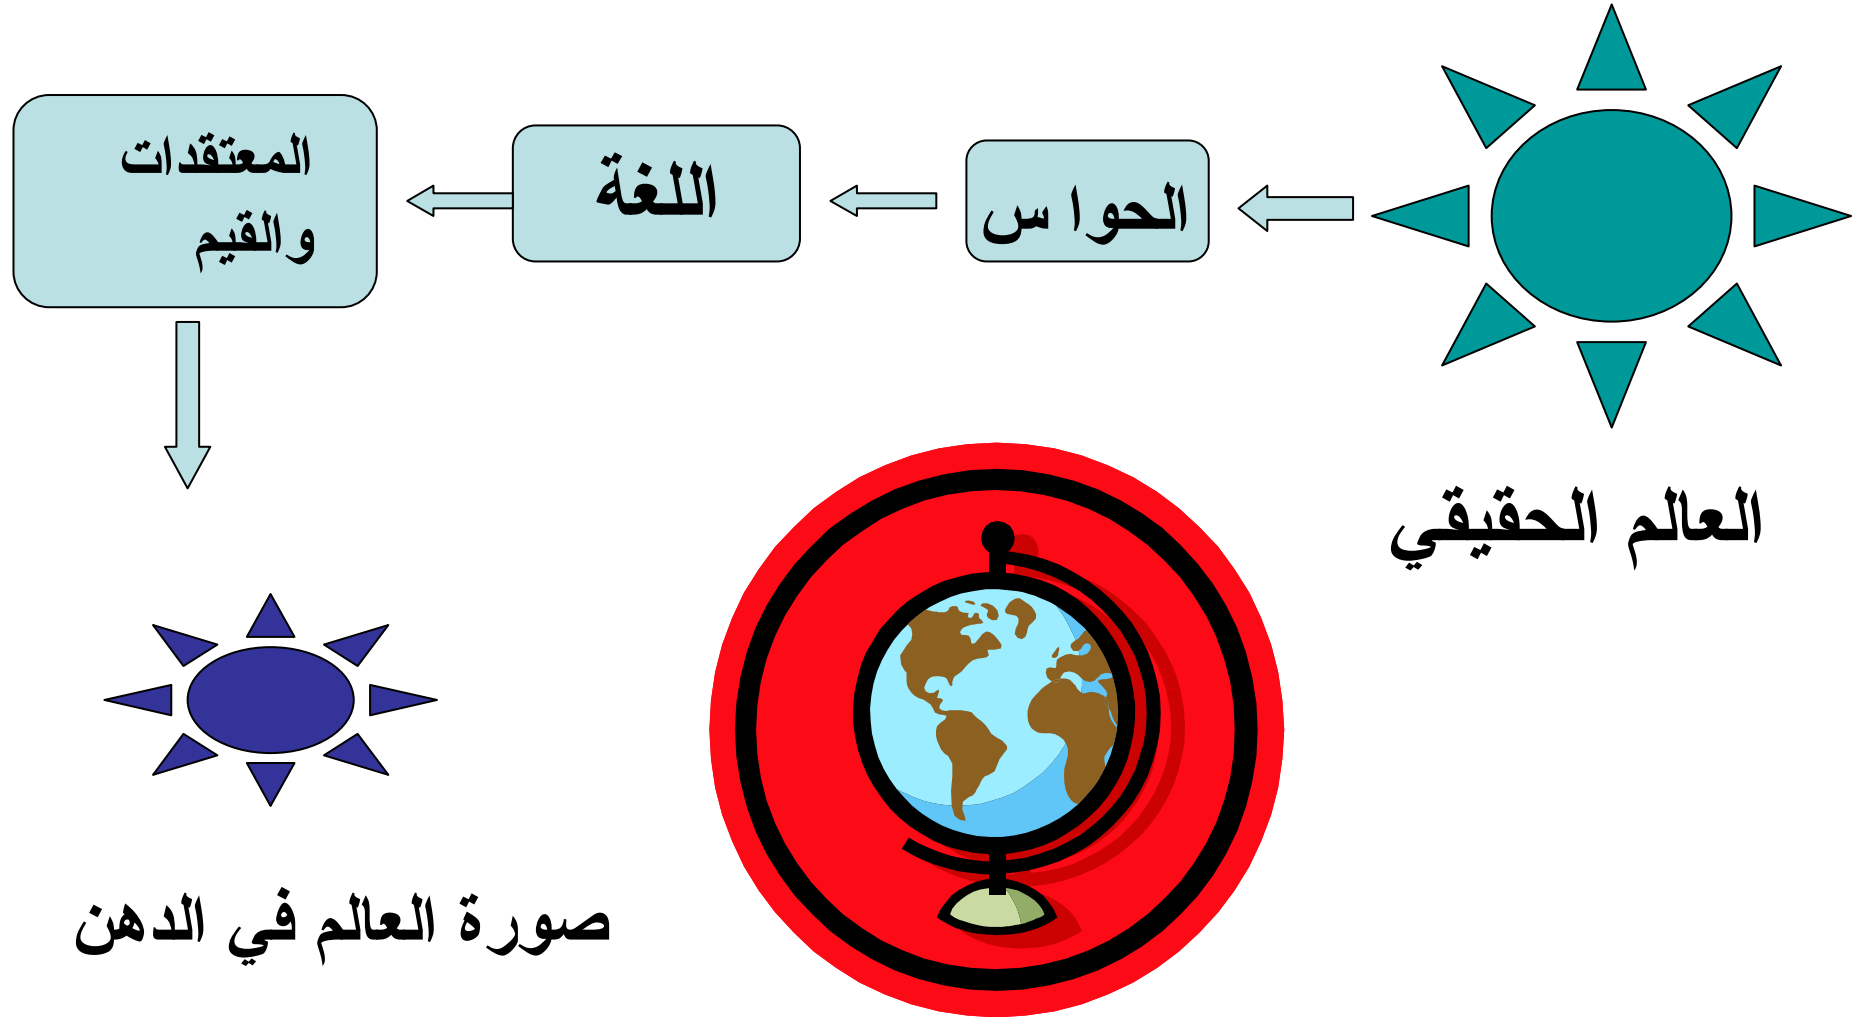 الحوا س
اللغة
المعتقدات
والقيم
العالم الحقيقي
صورة العالم في الدهن